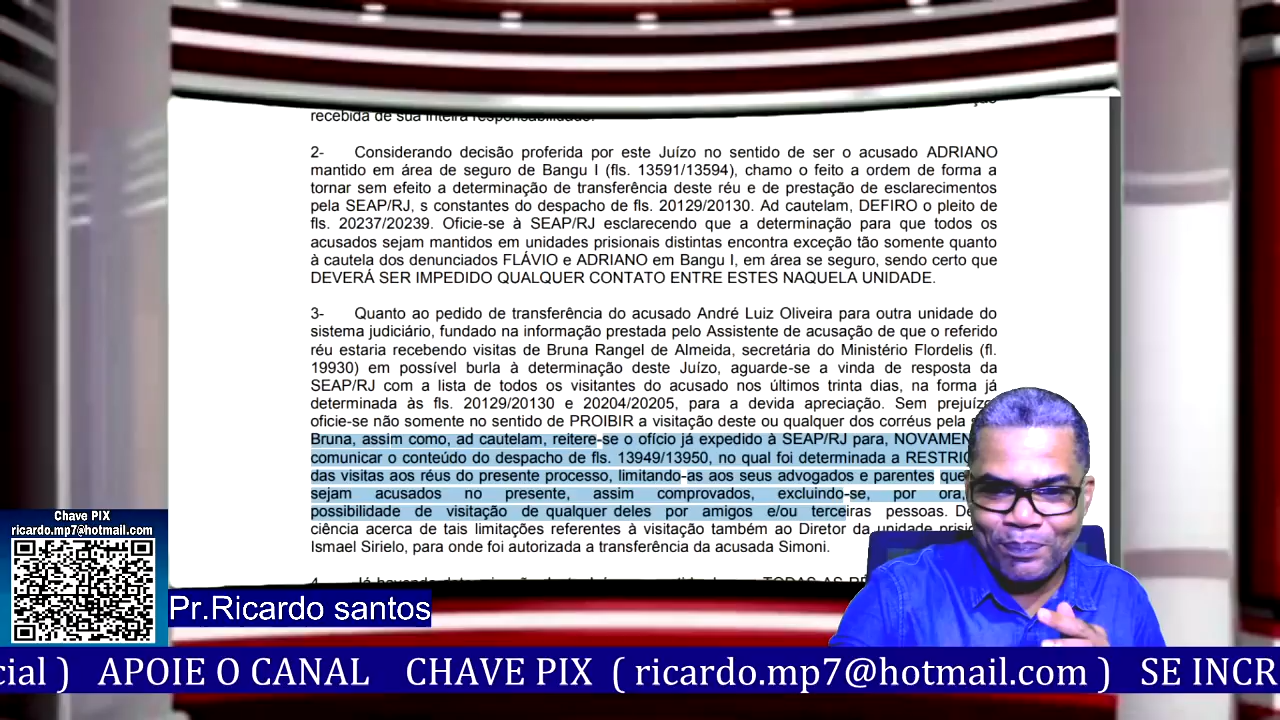 recebida de sua inteira responsabilidade.
2- Considerando decisão proferida por este Juízo no sentido de ser o acusado ADRIANO
mantido em área de seguro de Bangu I (fls. 13591/13594), chamo o feito a ordem de forma a
tornar sem efeito a determinação de transferência deste réu e de prestação de esclarecimentos
pela SEAP/RJ, s constantes do despacho de fls. 20129/20130. Ad cautelam, DEFIRO o pleito de
fls. 20237/20239. Oficie-se à SEAP/RJ esclarecendo que a determinação para que todos os
acusados sejam mantidos em unidades prisionais distintas encontra exceção tão somente quanto
à cautela dos denunciados FLÁVIO e ADRIANO em Bangu I, em área se seguro, sendo certo que
DEVERÁ SER IMPEDIDO QUALQUER CONTATO ENTRE ESTES NAQUELA UNIDADE.
3- Quanto ao pedido de transferência do acusado André Luiz Oliveira para outra unidade do
sistema judiciário, fundado na informação prestada pelo Assistente de acusação de que o referido
réu estaria recebendo visitas de Bruna Rangel de Almeida, secretária do Ministério Flordelis (fl.
19930) em possível burla à determinação deste Juízo, aguarde-se a vinda de resposta da
SEAP/RJ com a lista de todos os visitantes do acusado nos últimos trinta dias, na forma já
determinada às fls. 20129/20130 e 20204/20205, para a devida apreciação. Sem prejuízo
oficie-se não somente no sentido de PROIBIR a visitação deste ou qualquer dos corréus pela
Bruna, assim como, ad cautelam, reitere-se o ofício já expedido à SEAP/RJ para,
comunicar o conteúdo do despacho de fls. 13949/13950, no qual foi determinada a
das visitas aos réus do presente processo, limitando-as aos seus advogados e parentes
sejam acusados no presente, assim comprovados, excluindo-se, por ora,
possibilidade de visitação de qualquer deles por amigos e/ou terceiras pessoas.
ciência acerca de tais limitações referentes à visitação também ao Diretor da unidade
Ismael Sirielo, para onde foi autorizada a transferência da acusada Simoni.
Chave PIX
ricardo.mp7@hotmail.com
Pr.Ricardo santos
cial ) APOIE O CANAL CHAVE PIX ( ricardo.mp7@hotmail.com ) SE INCR